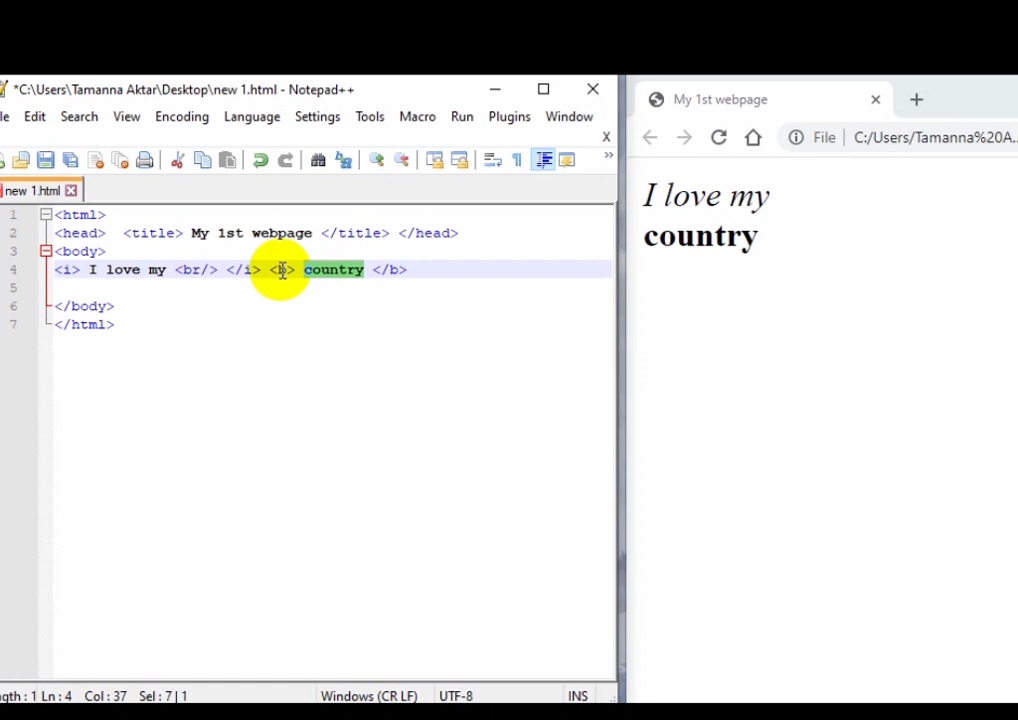 *C:\Users\Tamanna Aktar\Desktop\new 1.html - Notepad++
Edit Search View Encoding Language Settings Tools Macro Run Plugins Window
X
»
new 1.html
1 <html>
2 <head> <title> My 1st webpage </title> </head>
3 <body>
4 <i> I love my <br/> </i> <b> country </b>
5
6 </body>
7 </html>
Ln: 4 Col: 37 Sel: 7 | 1 Windows (CR LF) UTF-8 INS
My 1st webpage
File C:/Users/Tamanna%20A...
I love my
country